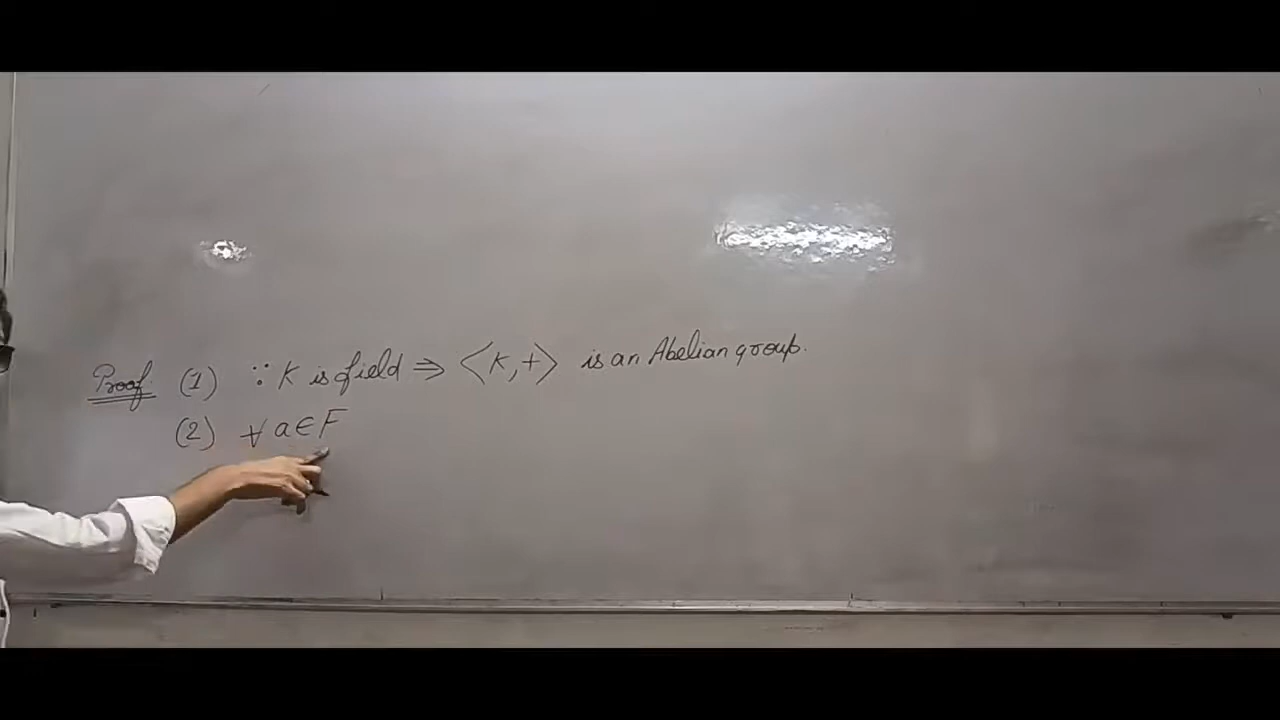 Proof. (1) ∵ K is field ⇒ <K, +> is an Abelian group.
(2) ∀ a ∈ F